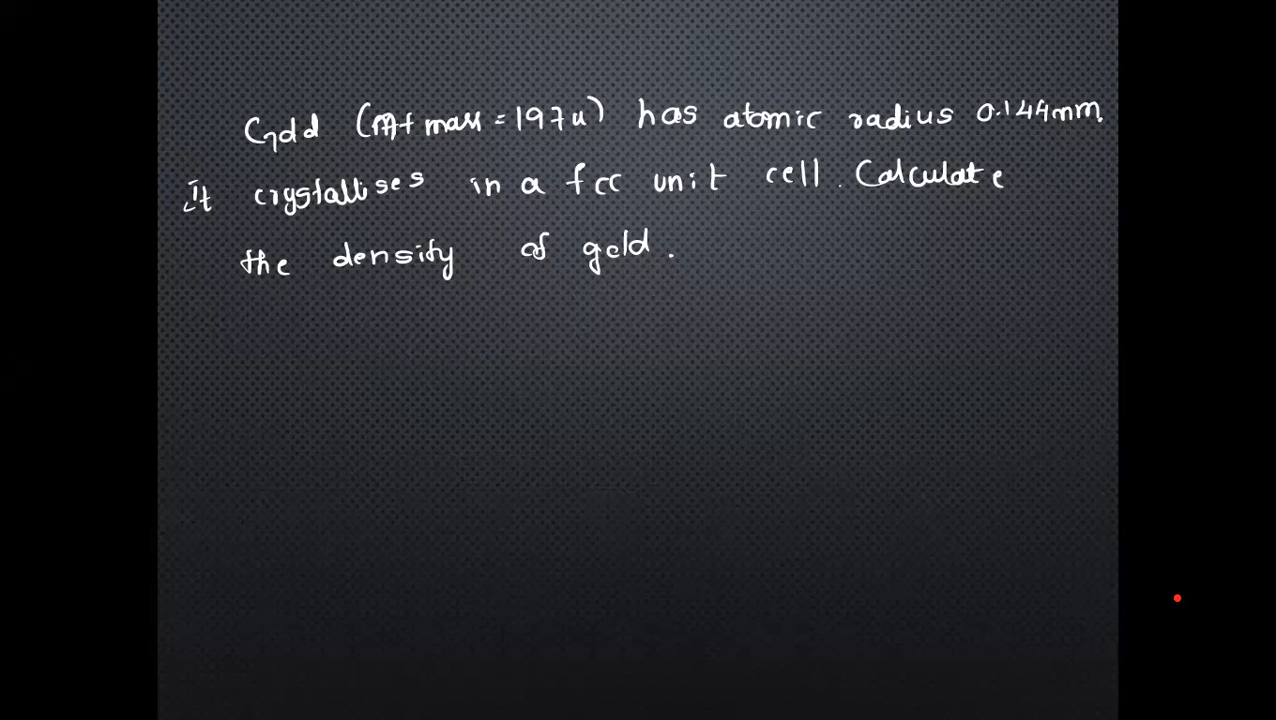 Gold (At mass = 197u) has atomic radius 0.144nm.
It crystallises in a fcc unit cell. Calculate
the density of gold.